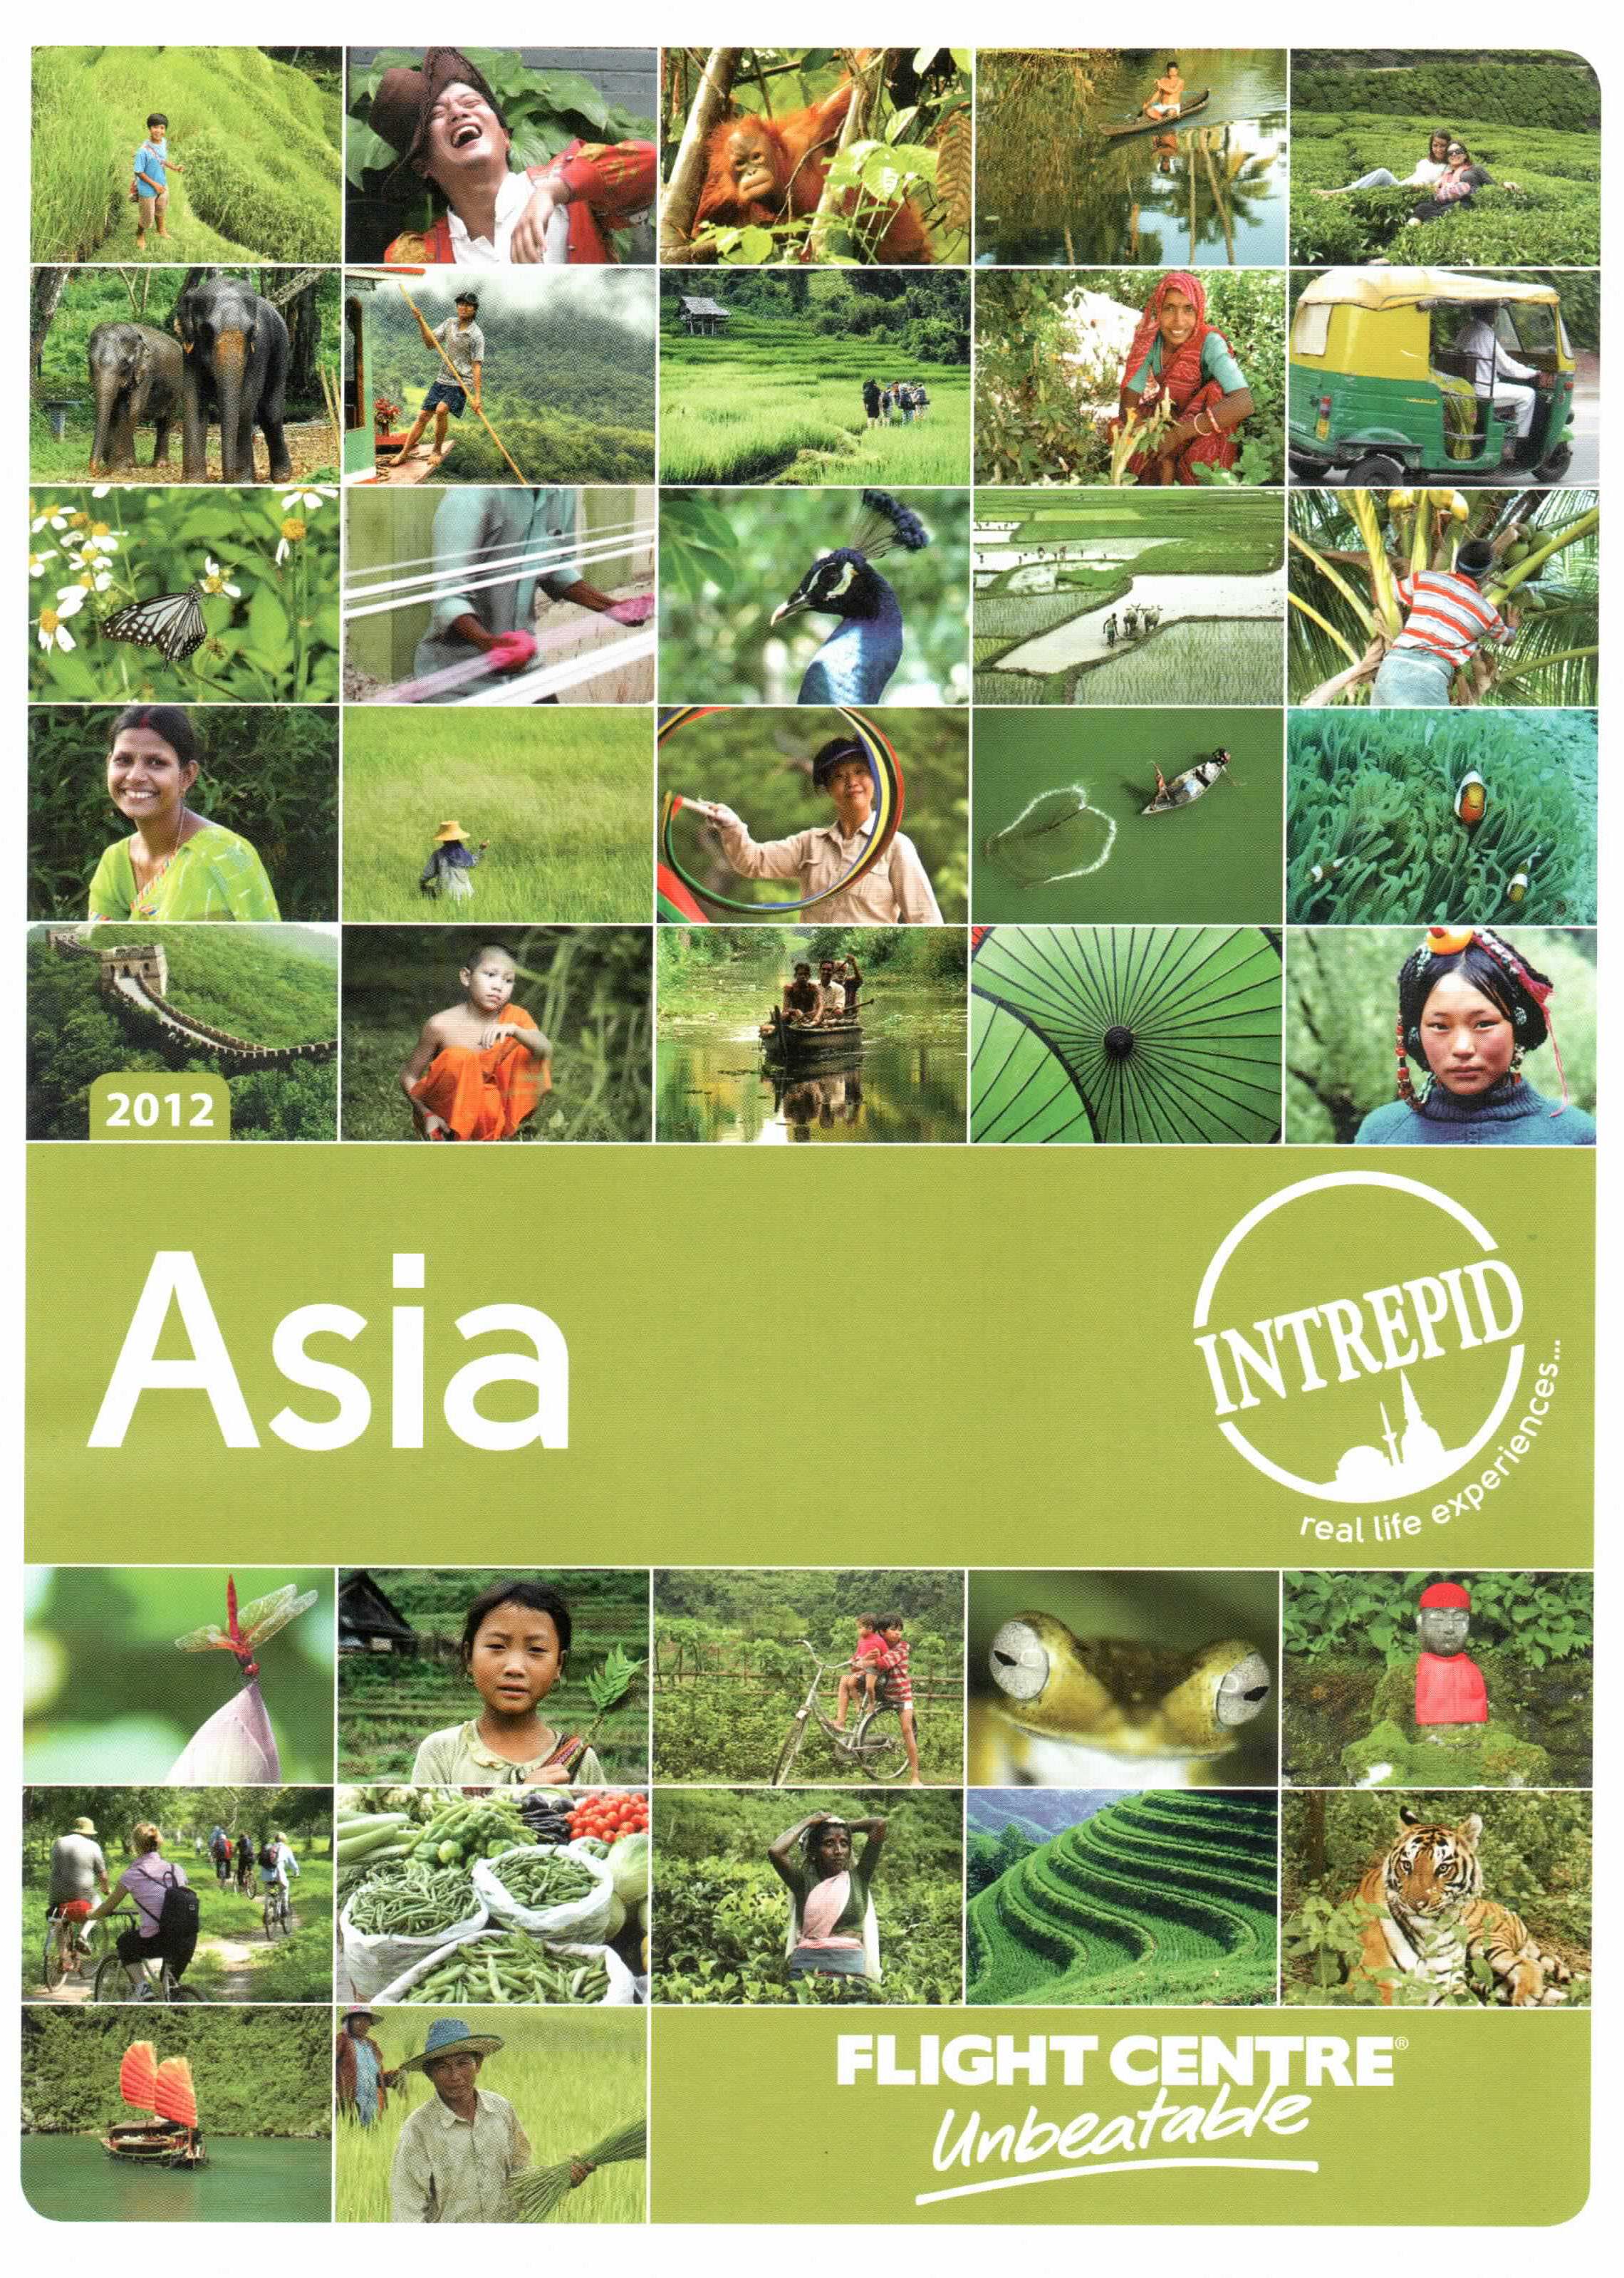 2012
Asia
INTREPID
real life experiences...
FLIGHT CENTRE®
Unbeatable